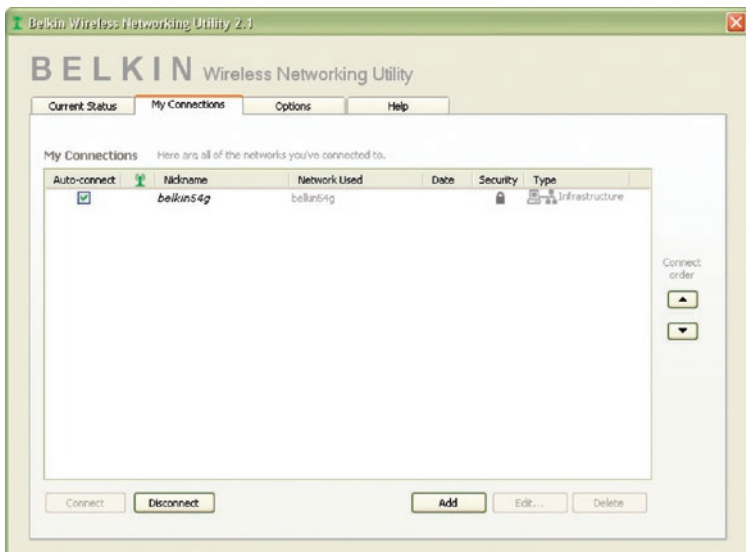 Belkin Wireless Networking Utility 2.1
BELKIN Wireless Networking Utility
Current Status My Connections Options Help
My Connections Here are all of the networks you've connected to.
Auto-connect Nickname Network Used Date Security Type
belkin54g belkin54g Infrastructure
Connect
order
Connect Disconnect Add Edit... Delete